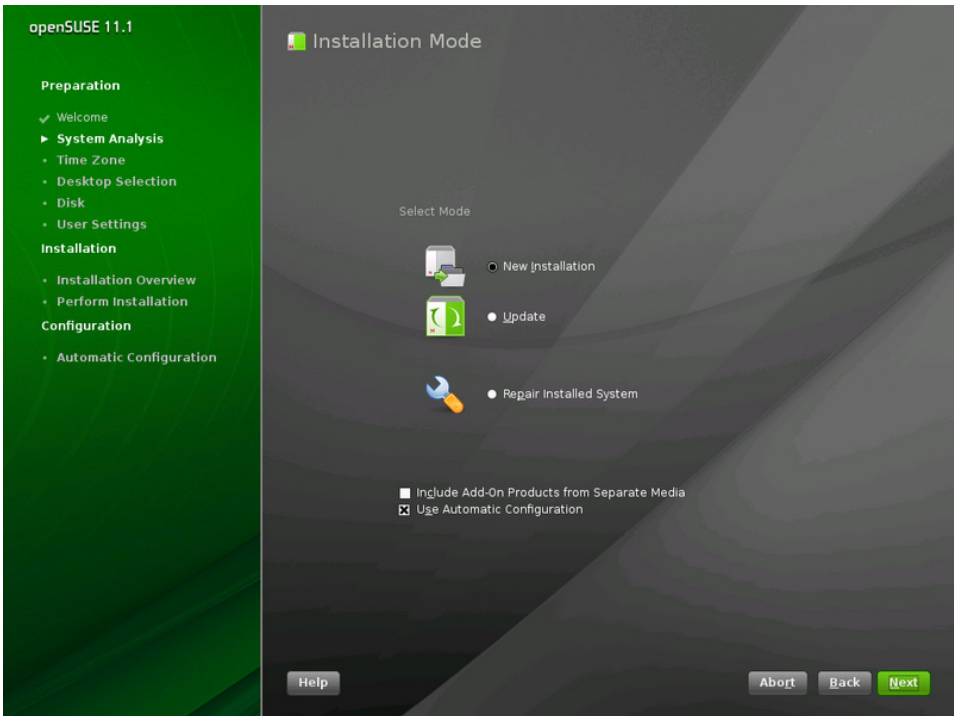 openSUSE 11.1
Preparation
Welcome
System Analysis
Time Zone
Desktop Selection
Disk
User Settings
Installation
Installation Overview
Perform Installation
Configuration
Automatic Configuration
Installation Mode
Select Mode
New Installation
Update
Repair Installed System
Include Add-On Products from Separate Media
Use Automatic Configuration
Help
Abort
Back
Next